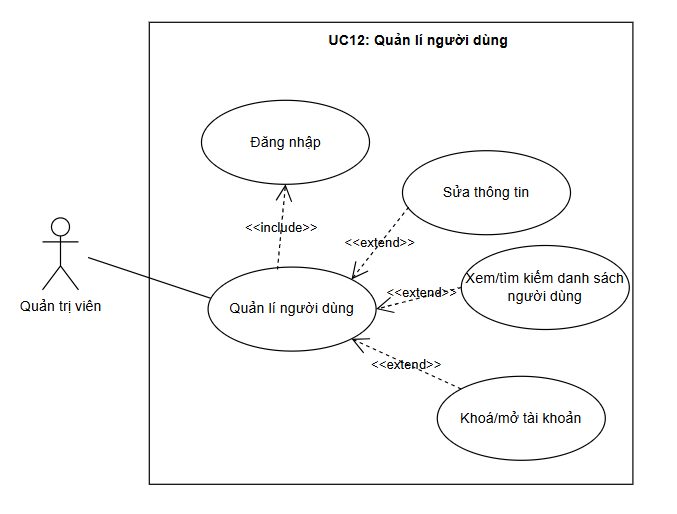 UC12: Quản lí người dùng
Đăng nhập
Sửa thông tin
<<include>>
<<extend>>
Xem/tìm kiếm danh sách
người dùng
<<extend>>
Quản trị viên
Quản lí người dùng
<<extend>>
Khoá/mở tài khoản